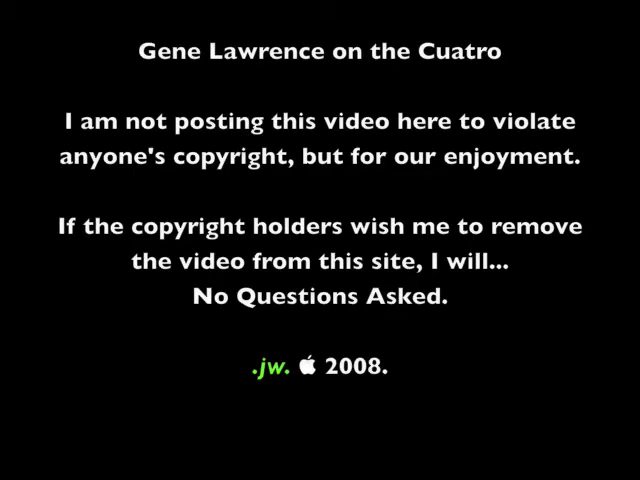 Gene Lawrence on the Cuatro
I am not posting this video here to violate
anyone's copyright, but for our enjoyment.
If the copyright holders wish me to remove
the video from this site, I will...
No Questions Asked.
.jw.  2008.